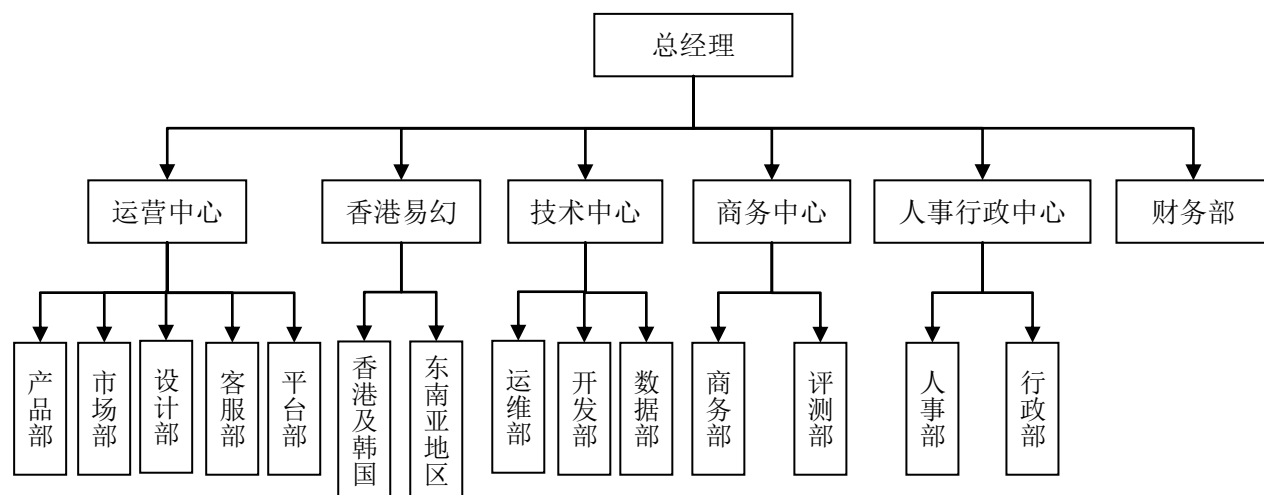 总经理
运营中心
香港易幻
技术中心
商务中心
人事行政中心
财务部
产品部
市场部
设计部
客服部
平台部
香港及韩国
东南亚地区
运维部
开发部
数据部
商务部
评测部
人事部
行政部